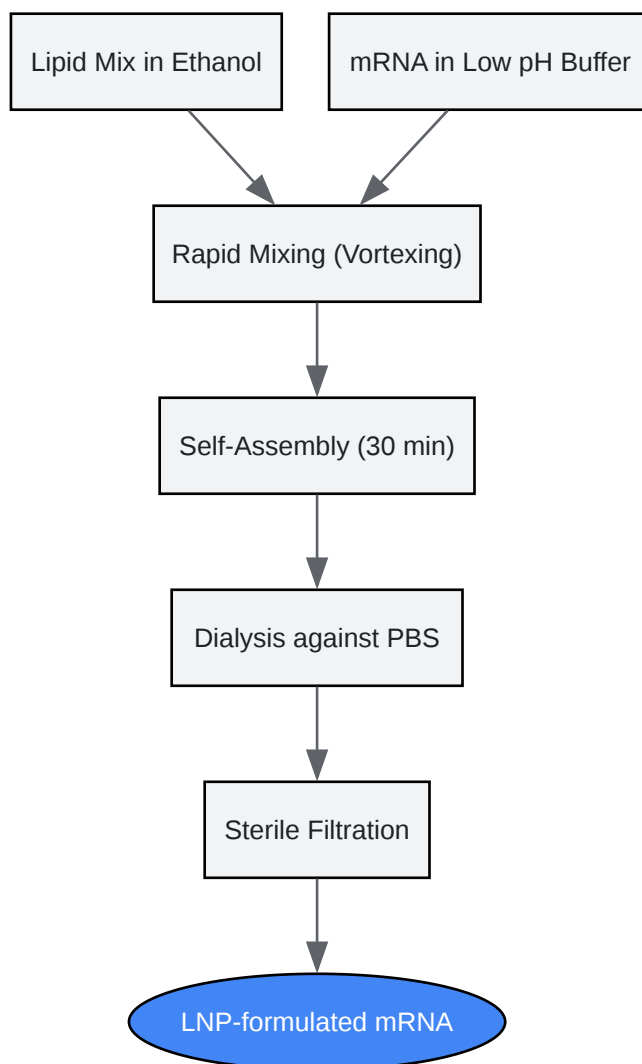 Lipid Mix in Ethanol
mRNA in Low pH Buffer
Rapid Mixing (Vortexing)
Self-Assembly (30 min)
Dialysis against PBS
Sterile Filtration
LNP-formulated mRNA